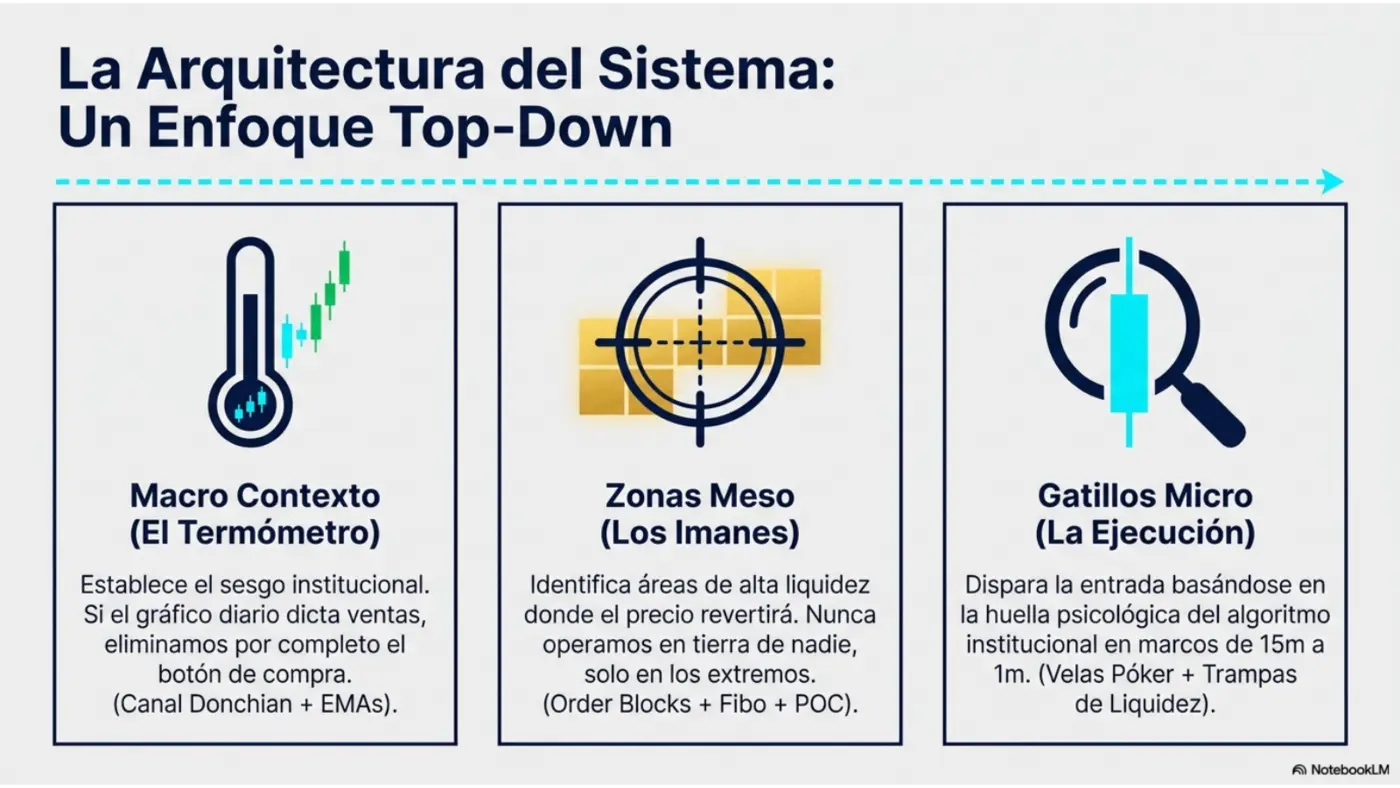 La Arquitectura del Sistema:
Un Enfoque Top-Down
Macro Contexto
(El Termómetro)
Establece el sesgo institucional.
Si el gráfico diario dicta ventas,
eliminamos por completo el
botón de compra.
(Canal Donchian + EMAs).
Zonas Meso
(Los Imanes)
Identifica áreas de alta liquidez
donde el precio revertirá. Nunca
operamos en tierra de nadie,
solo en los extremos.
(Order Blocks + Fibo + POC).
Gatillos Micro
(La Ejecución)
Dispara la entrada basándose en
la huella psicológica del algoritmo
institucional en marcos de 15m a
1m. (Velas Póker + Trampas
de Liquidez).
NotebookLM